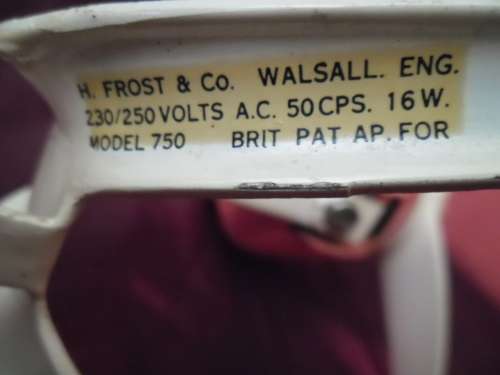 H. FROST & Co. WALSALL. ENG.
230/250 VOLTS A.C. 50 CPS. 16 W.
MODEL 750 BRIT PAT AP. FOR